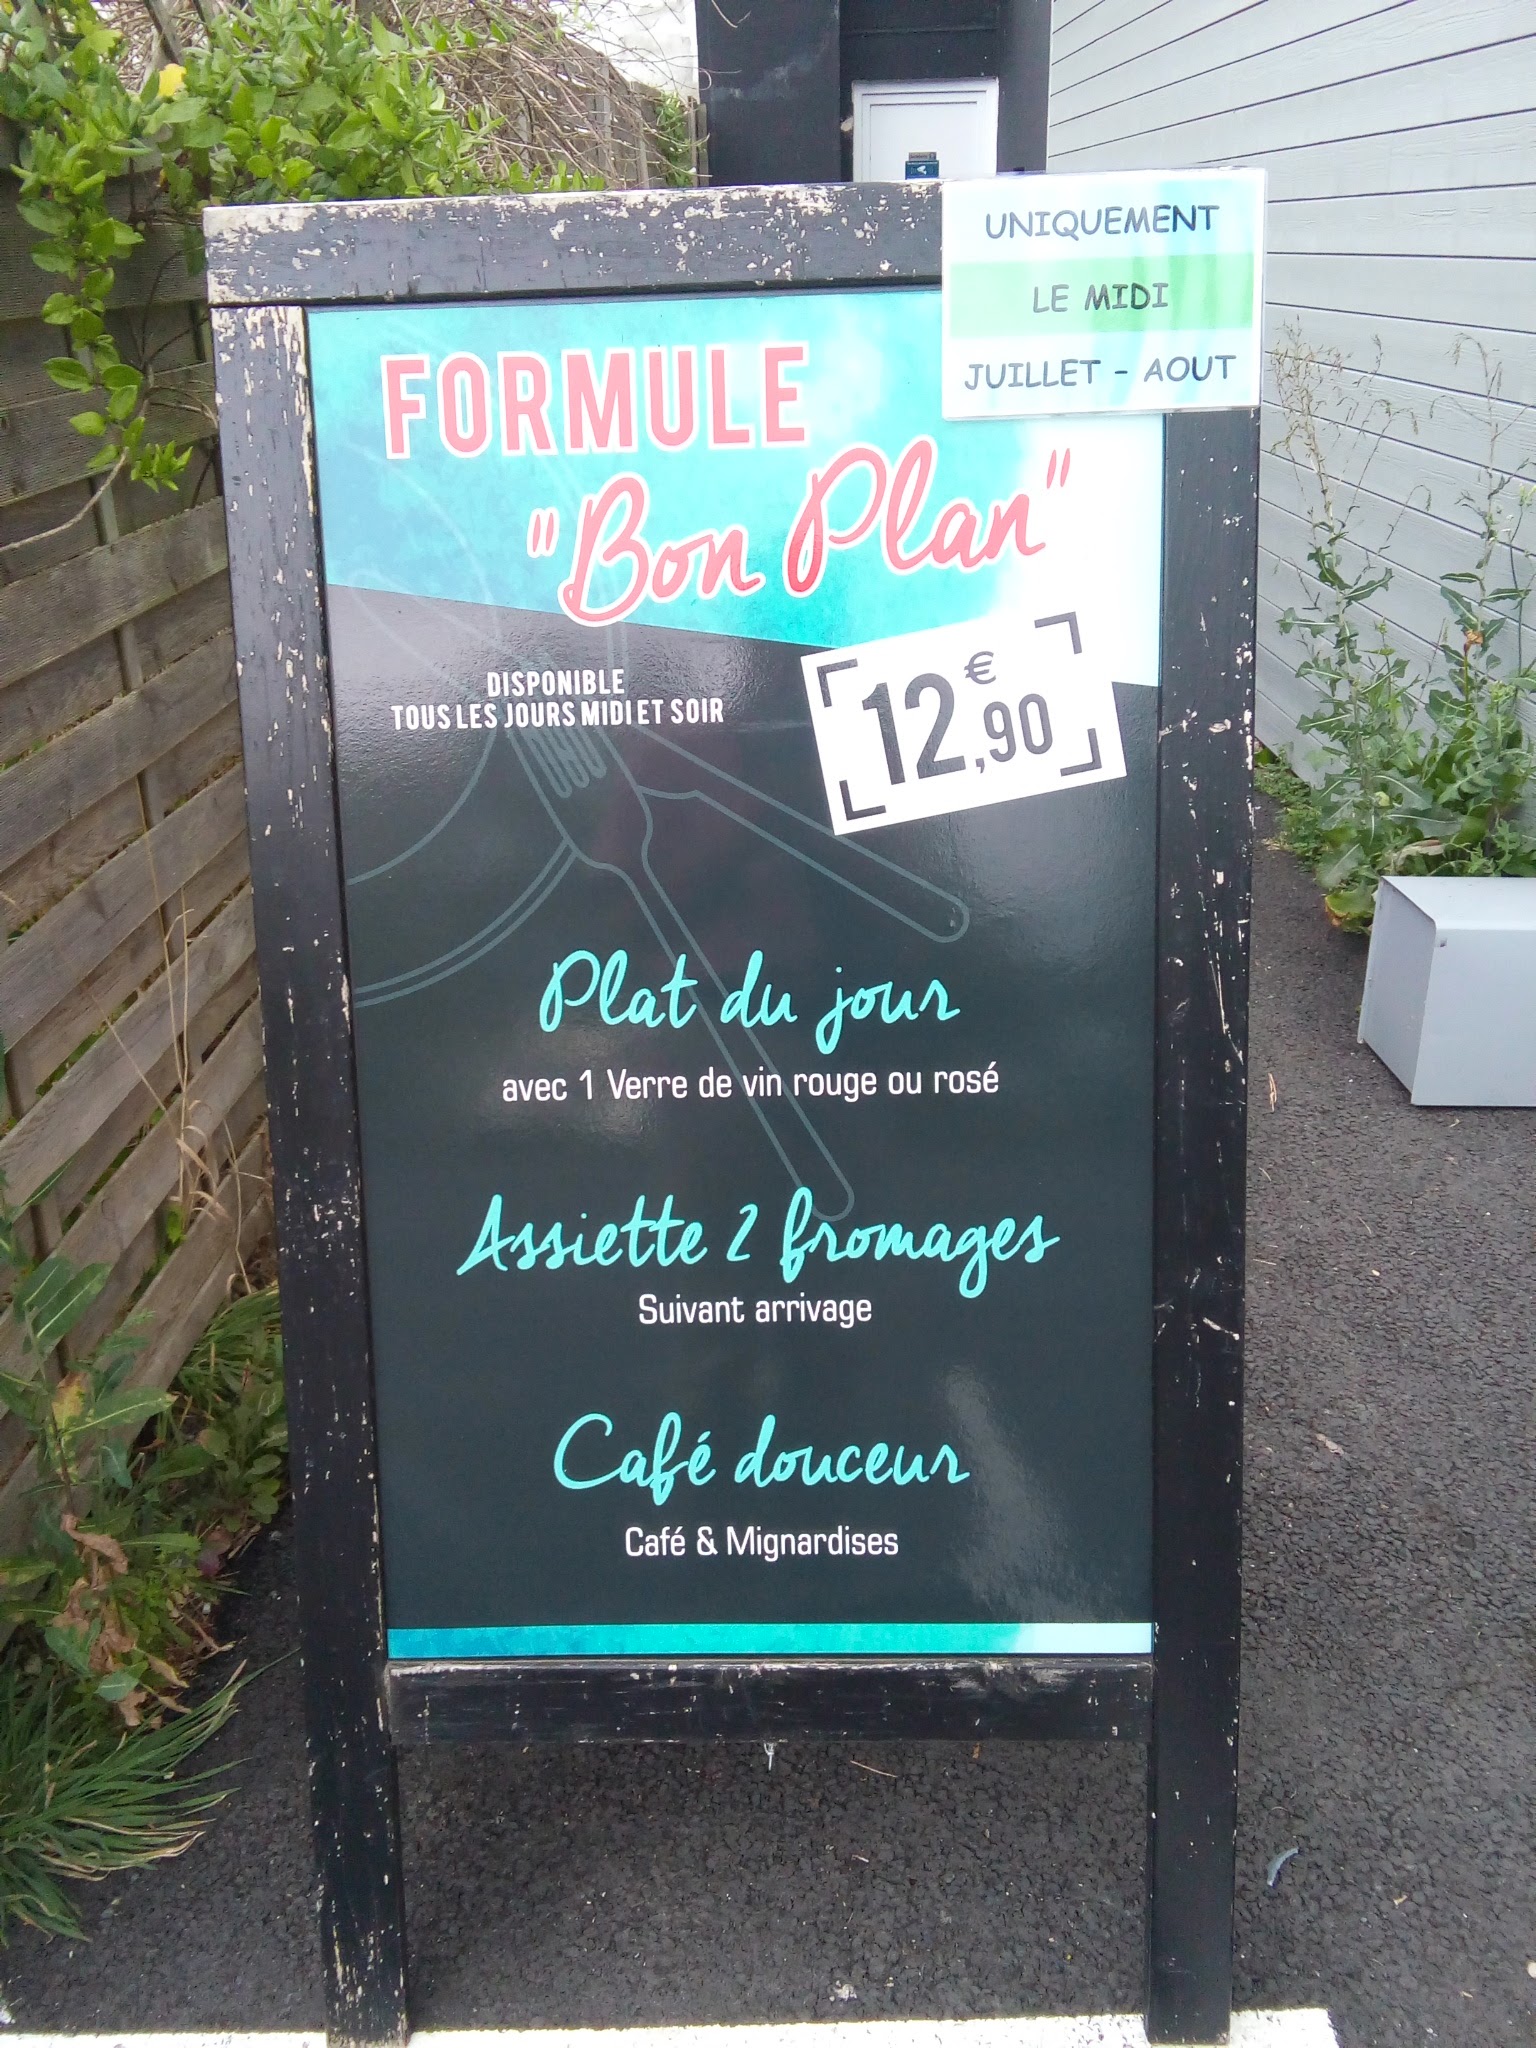 UNIQUEMENT
LE MIDI
JUILLET - AOUT
FORMULE
"Bon Plan"
DISPONIBLE
TOUS LES JOURS MIDI ET SOIR
12,90€
Plat du jour
avec 1 Verre de vin rouge ou rosé
Assiette 2 fromages
Suivant arrivage
Café douceur
Café & Mignardises